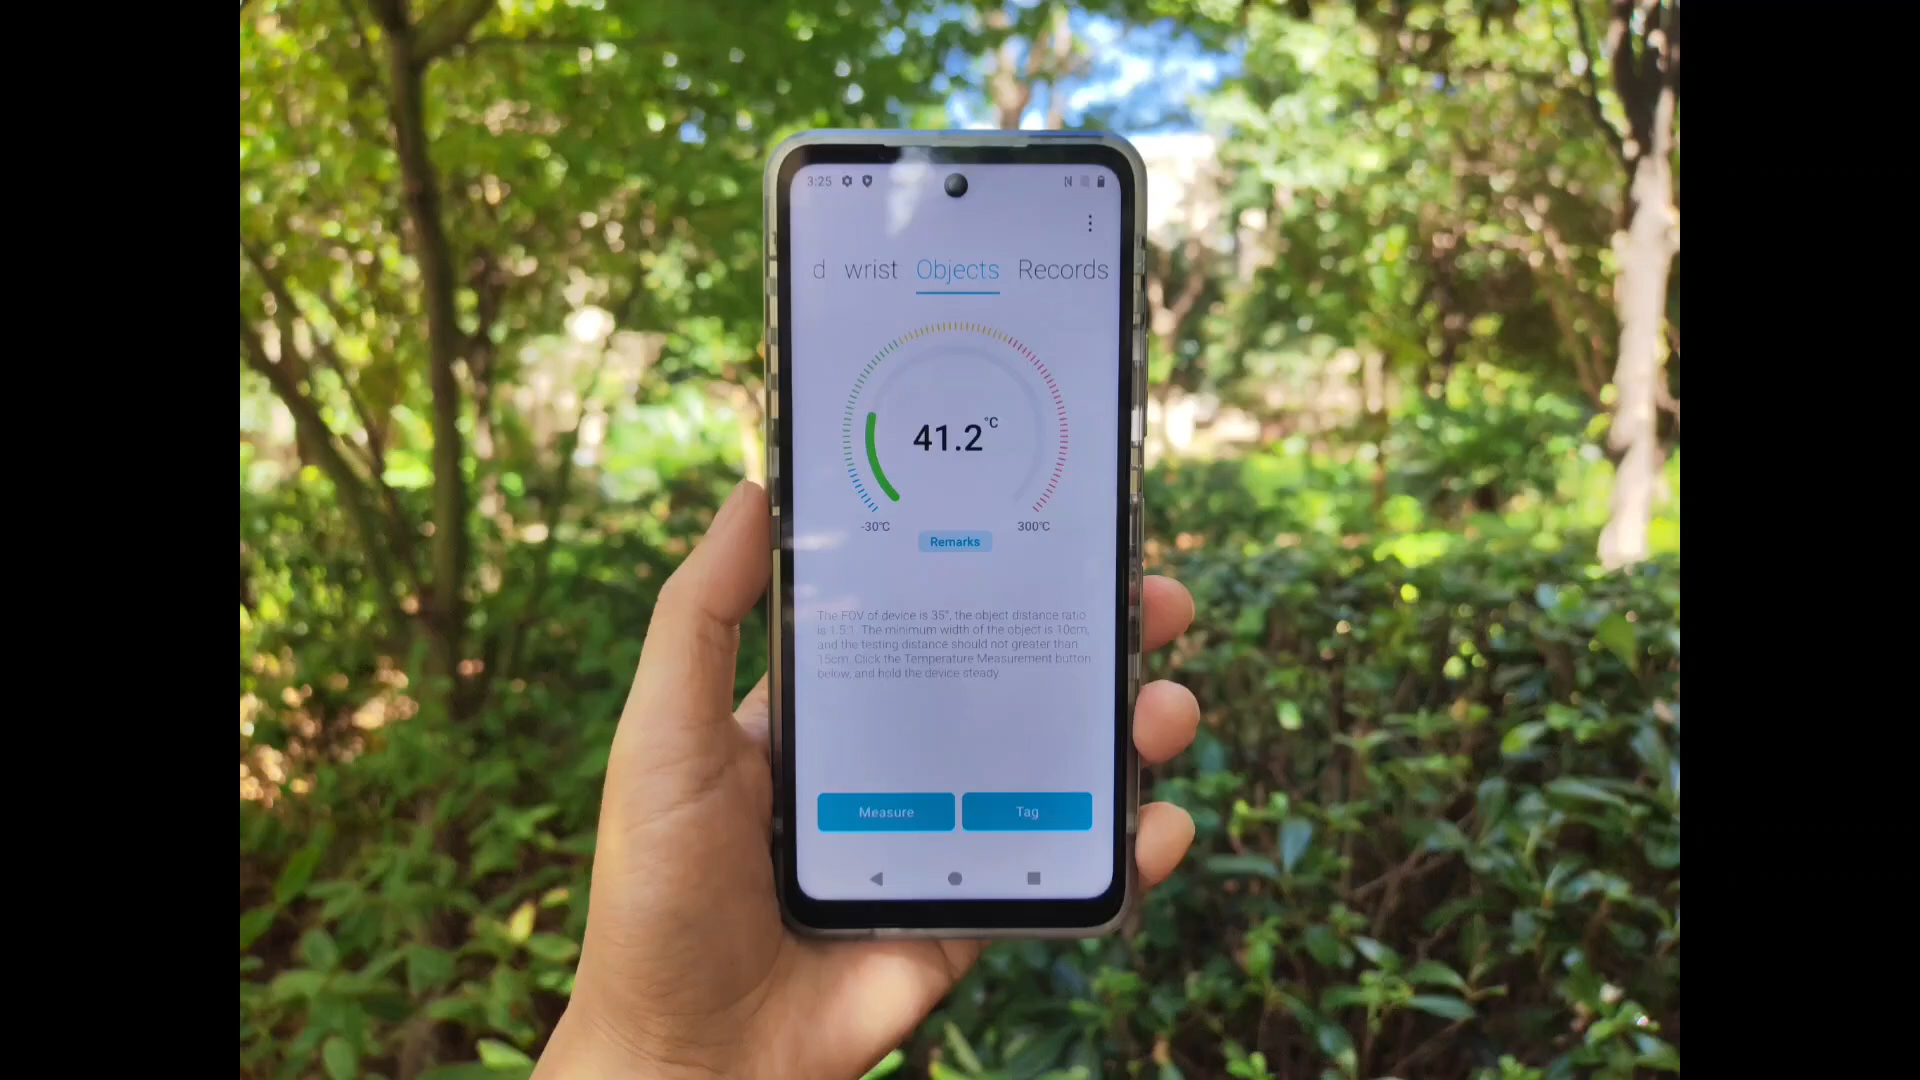 3:25
d wrist Objects Records
41.2°C
-30°C 300°C
Remarks
The FOV of device is 35°, the object distance ratio
is 1.5:1. The minimum width of the object is 10cm,
and the testing distance should not greater than
15cm. Click the Temperature Measurement button
below, and hold the device steady.
Measure Tag